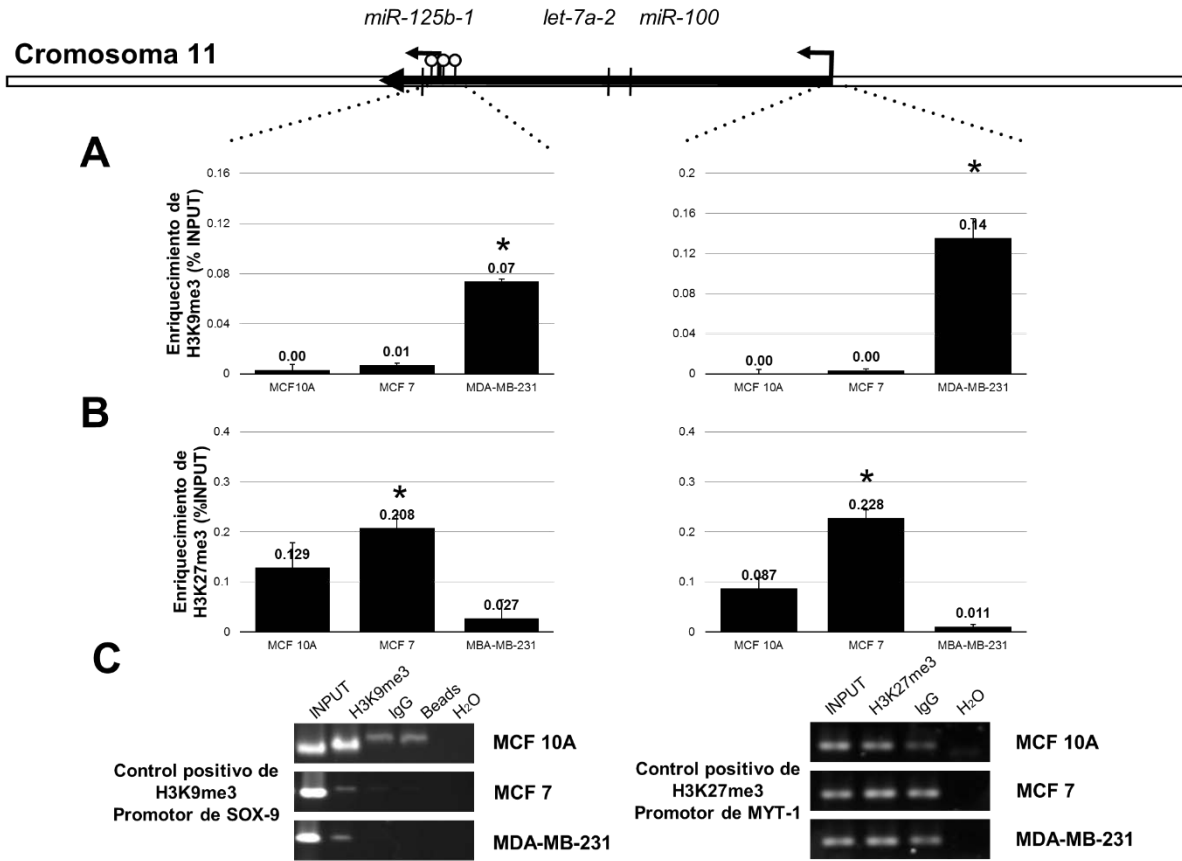 miR-125b-1 let-7a-2 miR-100
Cromosoma 11
A
Enriquecimiento de
H3K9me3 (% INPUT)
0.16
0.12
0.08
0.04
0
0.00
0.01
0.07
*
MCF10A MCF 7 MDA-MB-231
0.2
0.16
0.12
0.08
0.04
0
0.00
0.00
0.14
*
MCF 10A MCF 7 MDA-MB-231
B
Enriquecimiento de
H3K27me3 (%INPUT)
0.4
0.3
0.2
0.1
0
0.129
0.208
*
0.027
MCF 10A MCF 7 MBA-MB-231
0.4
0.3
0.2
0.1
0
0.087
0.228
*
0.011
MCF 10A MCF 7 MBA-MB-231
C
INPUT H3K9me3 IgG Beads H₂O
Control positivo de
H3K9me3
Promotor de SOX-9
MCF 10A
MCF 7
MDA-MB-231
INPUT H3K27me3 IgG H₂O
Control positivo de
H3K27me3
Promotor de MYT-1
MCF 10A
MCF 7
MDA-MB-231